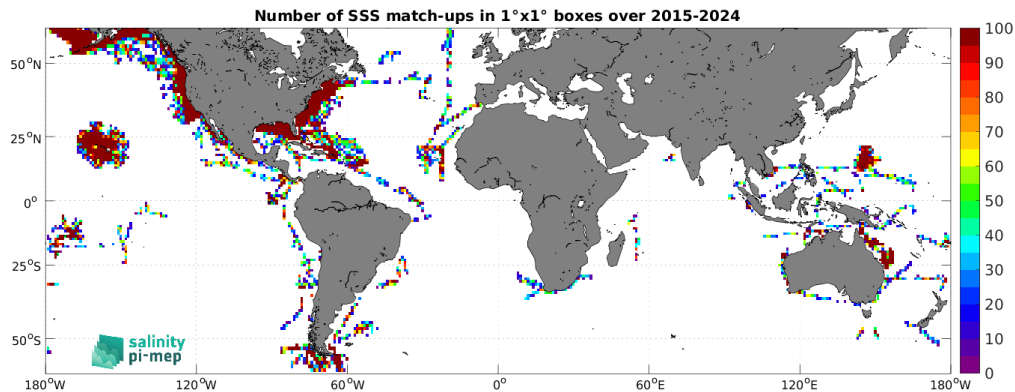 Number of SSS match-ups in 1°x1° boxes over 2015-2024
50°N
25°N
0°
25°S
50°S
180°W
120°W
60°W
0°
60°E
120°E
180°W
100
90
80
70
60
50
40
30
20
10
0
salinity
pi-mep